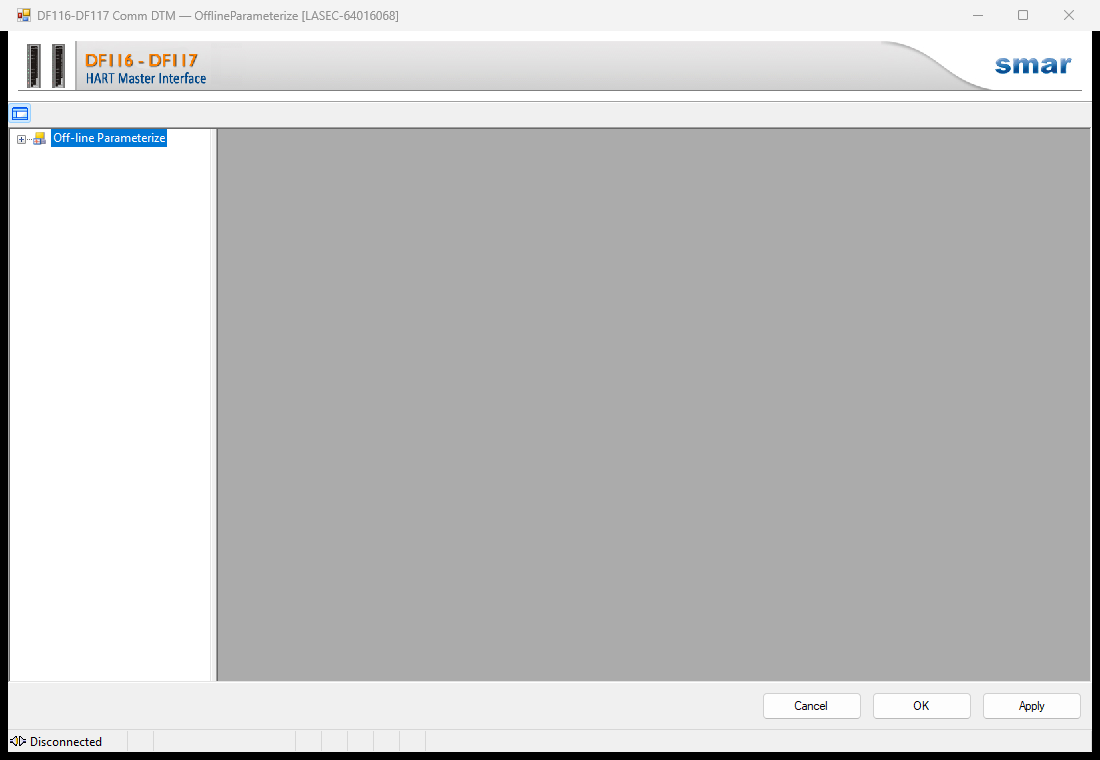 DF116-DF117 Comm DTM — OfflineParameterize [LASEC-64016068]
DF116 - DF117
HART Master Interface
smar
Off-line Parameterize
Cancel
OK
Apply
Disconnected